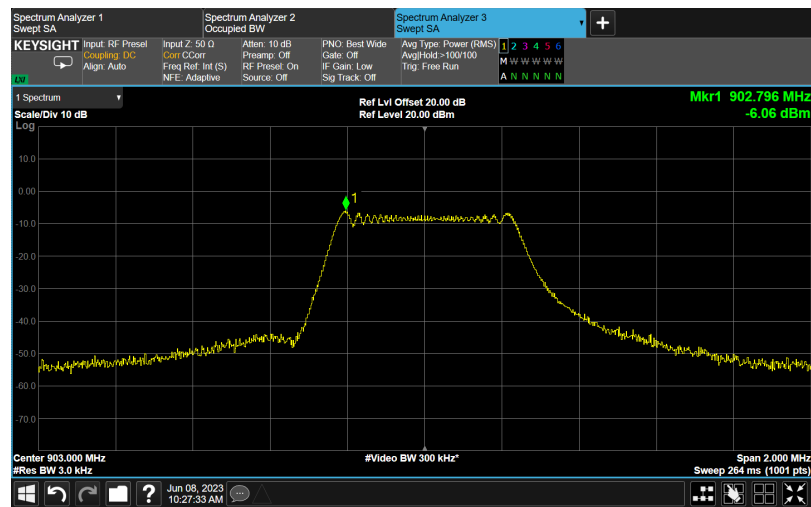 Spectrum Analyzer 1
Swept SA
Spectrum Analyzer 2
Occupied BW
Spectrum Analyzer 3
Swept SA
KEYSIGHT
LXI
Input: RF Presel
Coupling: DC
Align: Auto
Input Z: 50 Ω
Corr CCorr
Freq Ref: Int (S)
NFE: Adaptive
Atten: 10 dB
Preamp: Off
RF Presel: On
Source: Off
PNO: Best Wide
Gate: Off
IF Gain: Low
Sig Track: Off
Avg Type: Power (RMS)
Avg|Hold:>100/100
Trig: Free Run
1 2 3 4 5 6
M W W W W W
A N N N N N
1 Spectrum
Scale/Div 10 dB
Log
Ref Lvl Offset 20.00 dB
Ref Level 20.00 dBm
Mkr1 902.796 MHz
-6.06 dBm
10.0
0.00
-10.0
-20.0
-30.0
-40.0
-50.0
-60.0
-70.0
1
Center 903.000 MHz
#Res BW 3.0 kHz
#Video BW 300 kHz*
Span 2.000 MHz
Sweep 264 ms (1001 pts)
?
Jun 08, 2023
10:27:33 AM